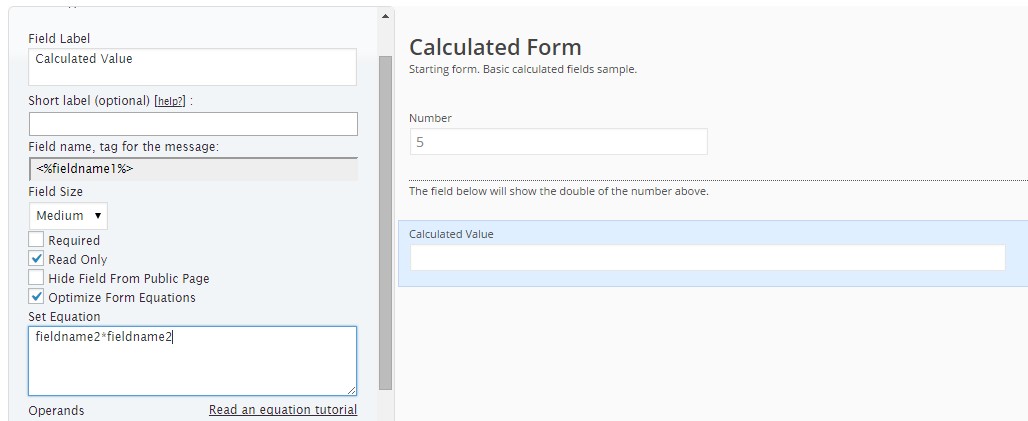 Field Label
Calculated Value
Short label (optional) [help?] :
Field name, tag for the message:
<%fieldname1%>
Field Size
Medium
Required
Read Only
Hide Field From Public Page
Optimize Form Equations
Set Equation
fieldname2*fieldname2
Operands Read an equation tutorial
Calculated Form
Starting form. Basic calculated fields sample.
Number
5
The field below will show the double of the number above.
Calculated Value